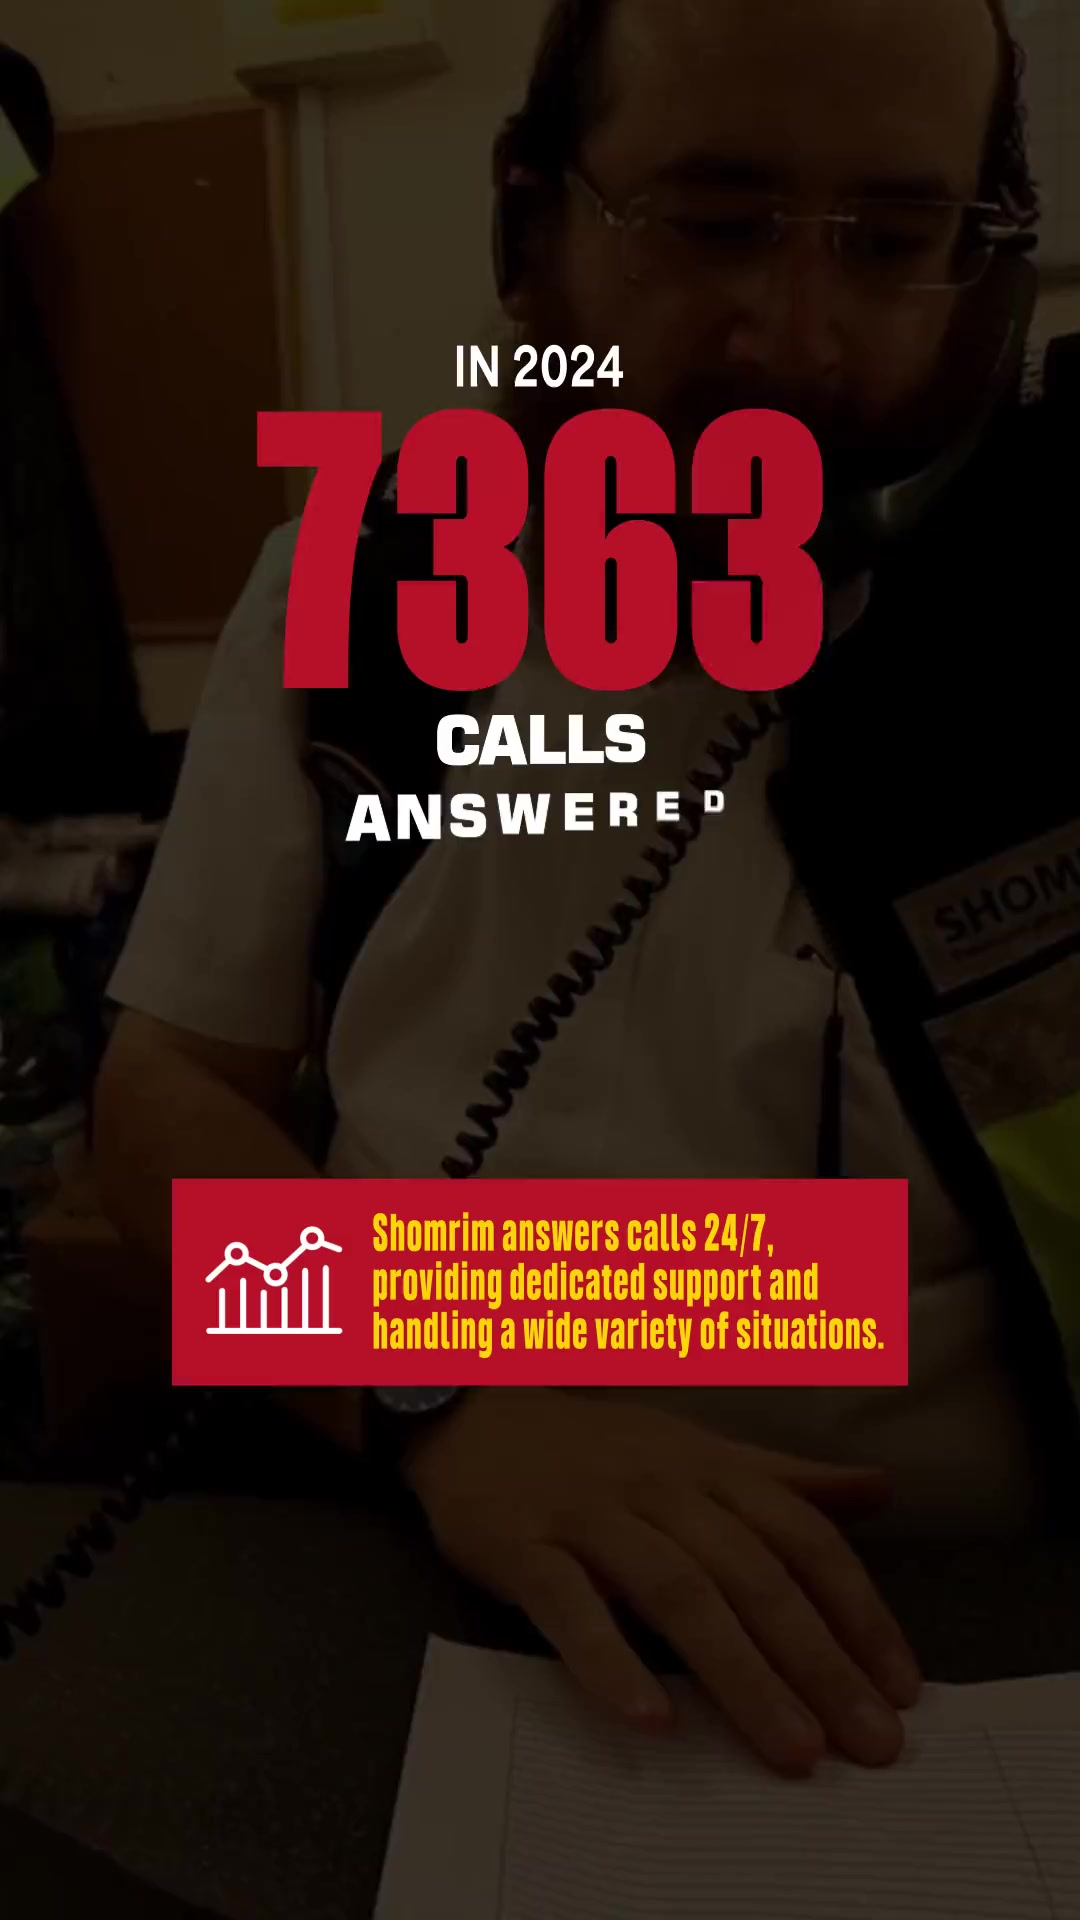 IN 2024
7363
CALLS
ANSWERED
SHOM
Shomrim answers calls 24/7,
providing dedicated support and
handling a wide variety of situations.